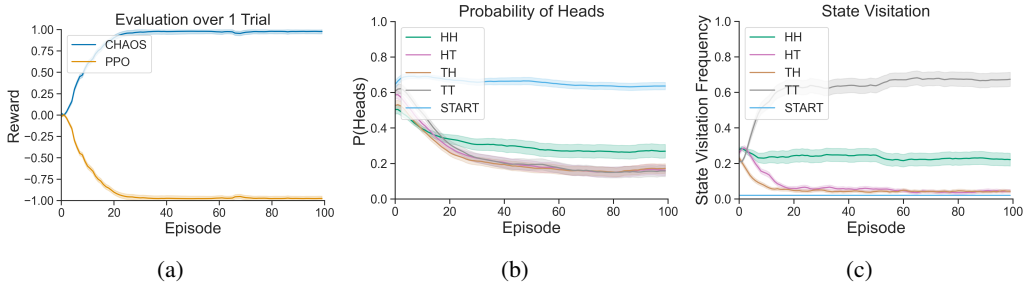 Evaluation over 1 Trial
1.00
0.75
0.50
0.25
0.00
−0.25
−0.50
−0.75
−1.00
Reward
CHAOS
PPO
0 20 40 60 80 100
Episode
(a)
Probability of Heads
1.0
0.8
0.6
0.4
0.2
0.0
P(Heads)
HH
HT
TH
TT
START
0 20 40 60 80 100
Episode
(b)
State Visitation
1.0
0.8
0.6
0.4
0.2
0.0
State Visitation Frequency
HH
HT
TH
TT
START
0 20 40 60 80 100
Episode
(c)